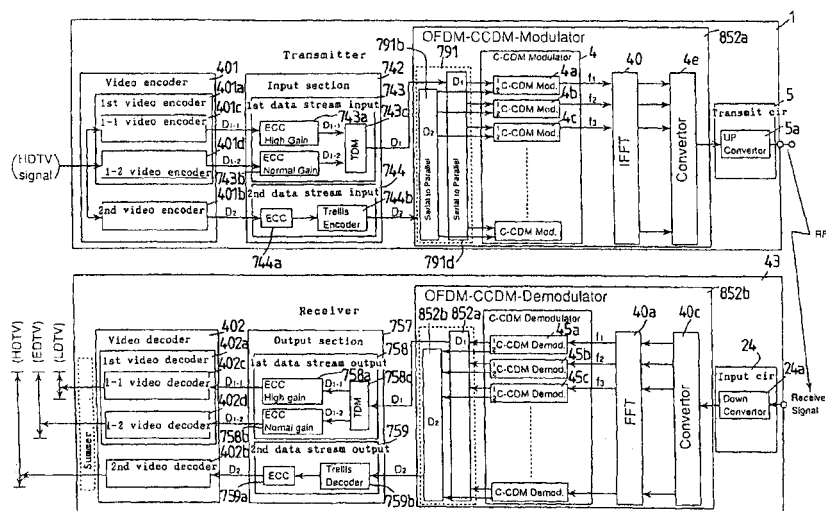 1
OFDM-CCDM-Modulator
852a
791b
791
Transmitter
Video encoder
401
401a
1st video encoder
401c
1-1 video encoder
401d
1-2 video encoder
401b
2nd video encoder
(HDTV signal)
D1-1
D1-2
D2
Input section
742
743
1st data stream input
743a
743c
ECC High Gain
D1-1
743b
ECC Normal Gain
D1-2
TDM
D1
744
2nd data stream input
744b
ECC
Trellis Encoder
D2
744a
D2
Serial to Parallel
D1
Serial to Parallel
791d
4
C-CDM Modulator
4a
C-CDM Mod.
f1
4b
C-CDM Mod.
f2
4c
C-CDM Mod.
f3
C-CDM Mod.
40
IFFT
4e
Convertor
5
Transmit cir
5a
UP Convertor
RF
43
OFDM-CCDM-Demodulator
852b
852b
852a
Receiver
Video decoder
402
402a
1st video decoder
402c
1-1 video decoder
402d
1-2 video decoder
402b
2nd video decoder
(HDTV)
(EDTV)
(LDTV)
Summer
D1-1
D1-2
D2
Output section
757
758
1st data stream output
758a
758c
ECC High gain
D1-1
758b
ECC Normal gain
D1-2
TDM
D1
759
2nd data stream output
ECC
Trellis Decoder
D2
759a
759b
D2
D1
C-CDM Demodulator
45a
C-CDM Demod.
f1
45b
C-CDM Demod.
f2
45c
C-CDM Demod.
f3
C-CDM Demod.
40a
FFT
40c
Convertor
24
Input cir
24a
Down Convertor
Receive Signal